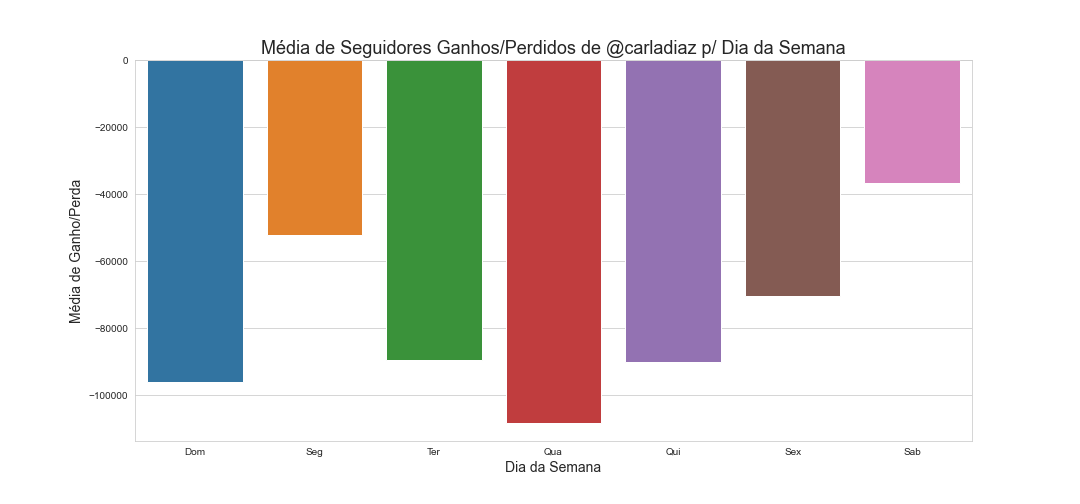 Média de Seguidores Ganhos/Perdidos de @carladiaz p/ Dia da Semana
Média de Ganho/Perda
0
−20000
−40000
−60000
−80000
−100000
Dom Seg Ter Qua Qui Sex Sab
Dia da Semana